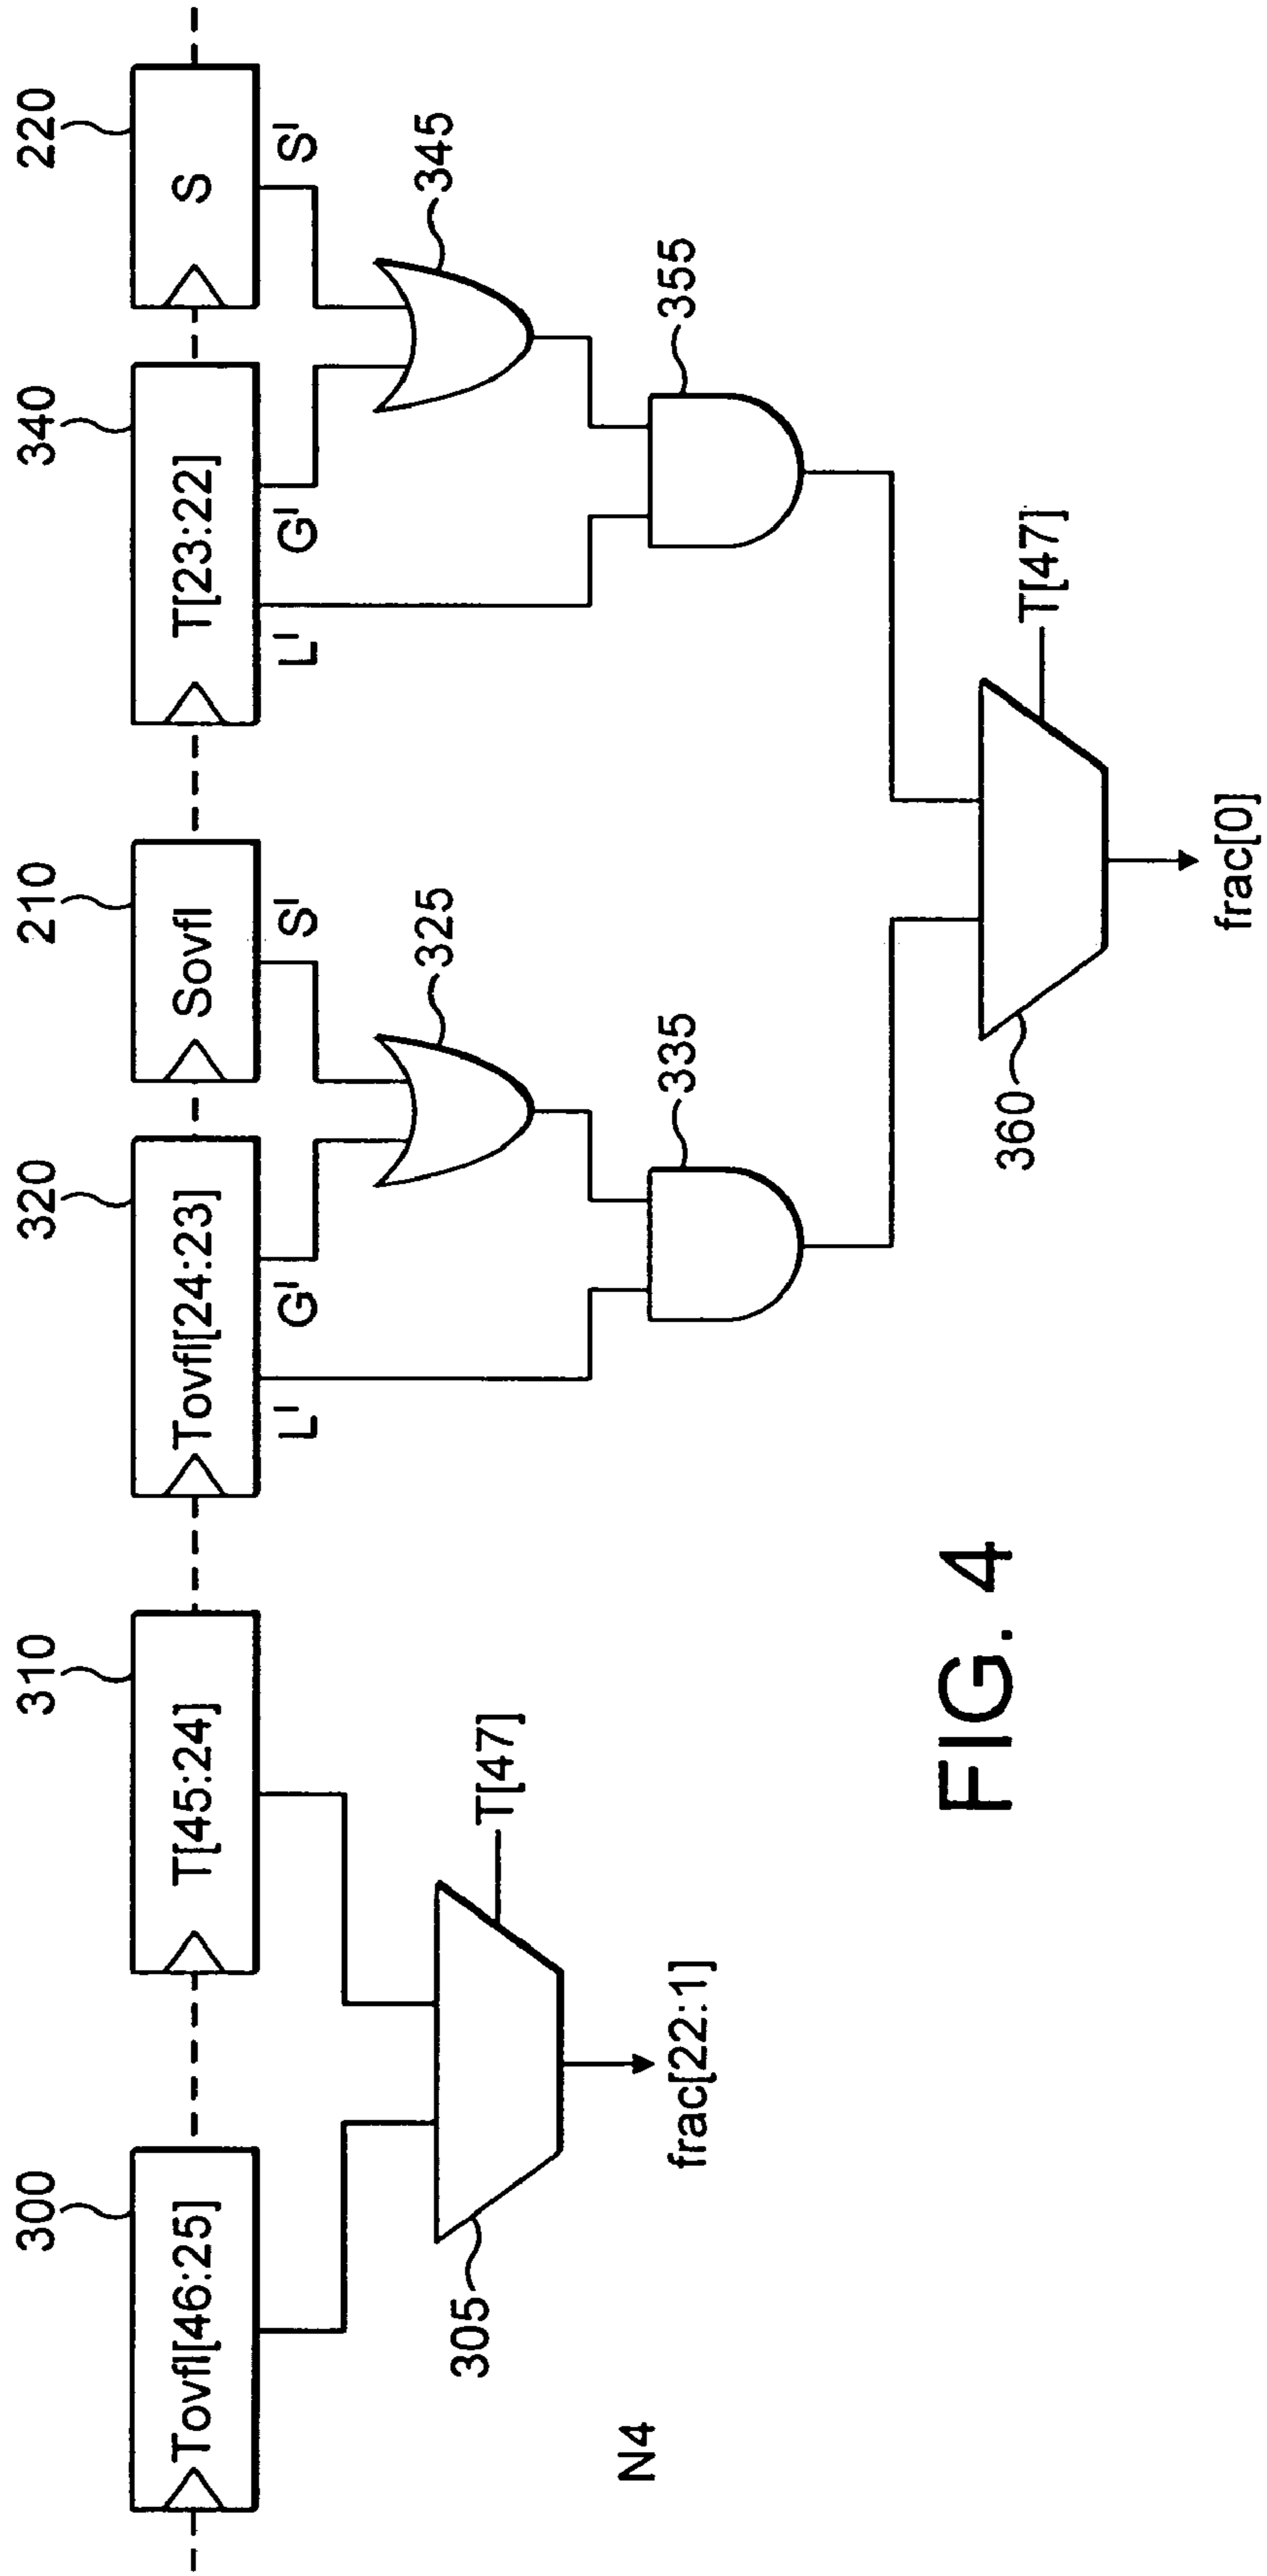 300
310
320
210
340
220
Tovfl[46:25]
T[45:24]
Tovfl[24:23]
Sovfl
T[23:22]
S
L' G' S'
L' G' S'
305
T[47]
325
345
frac[22:1]
335
355
N4
360
T[47]
frac[0]
FIG. 4